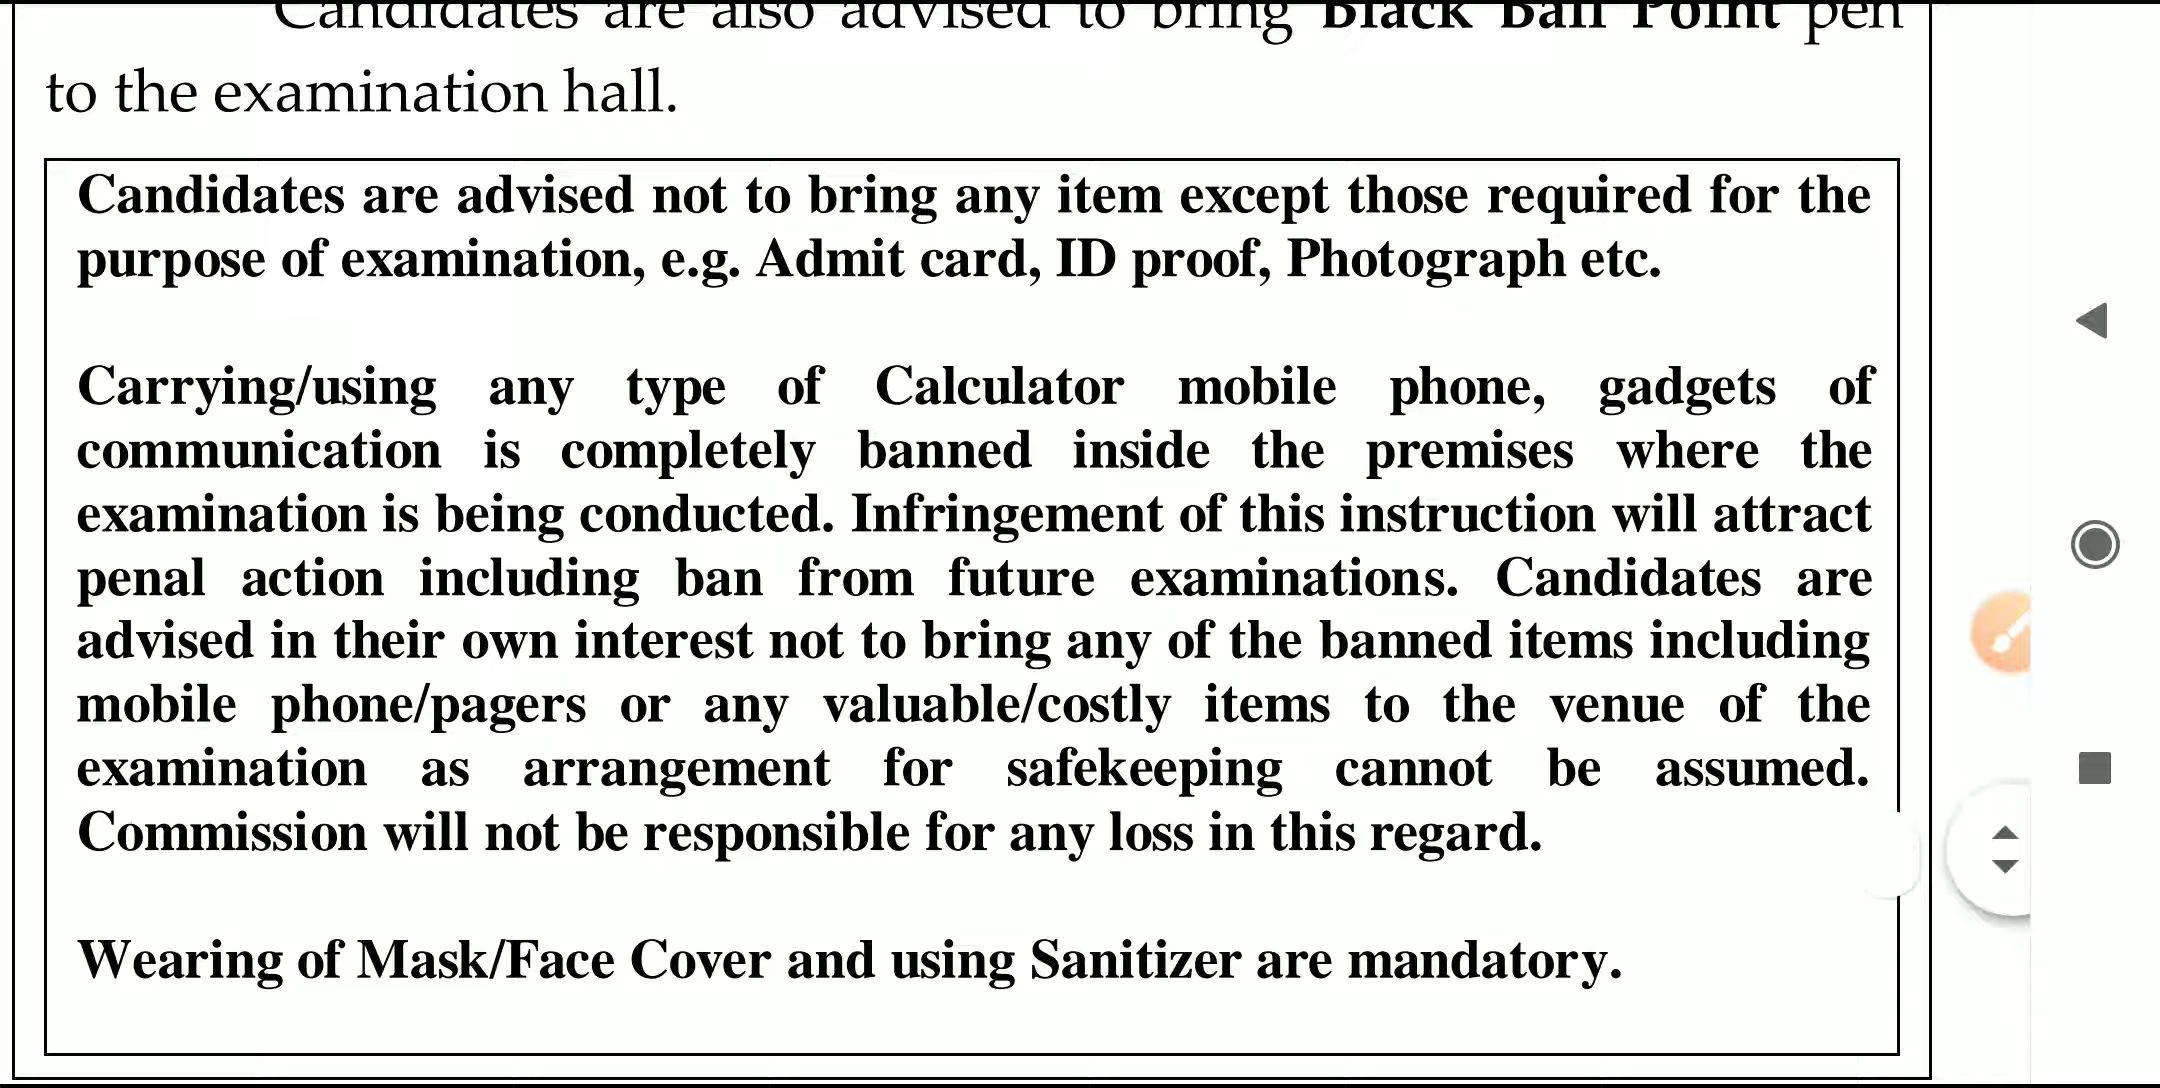 Candidates are also advised to bring Black Ball Point pen
to the examination hall.
Candidates are advised not to bring any item except those required for the
purpose of examination, e.g. Admit card, ID proof, Photograph etc.
Carrying/using any type of Calculator mobile phone, gadgets of
communication is completely banned inside the premises where the
examination is being conducted. Infringement of this instruction will attract
penal action including ban from future examinations. Candidates are
advised in their own interest not to bring any of the banned items including
mobile phone/pagers or any valuable/costly items to the venue of the
examination as arrangement for safekeeping cannot be assumed.
Commission will not be responsible for any loss in this regard.
Wearing of Mask/Face Cover and using Sanitizer are mandatory.